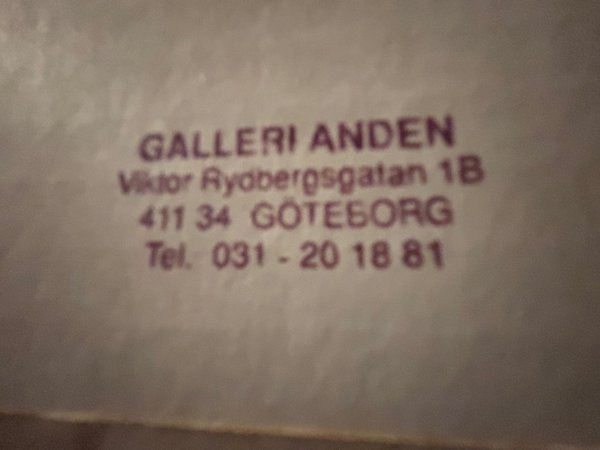 GALLERI ANDEN
Viktor Rydbergsgatan 1B
411 34 GÖTEBORG
Tel. 031 - 20 18 81